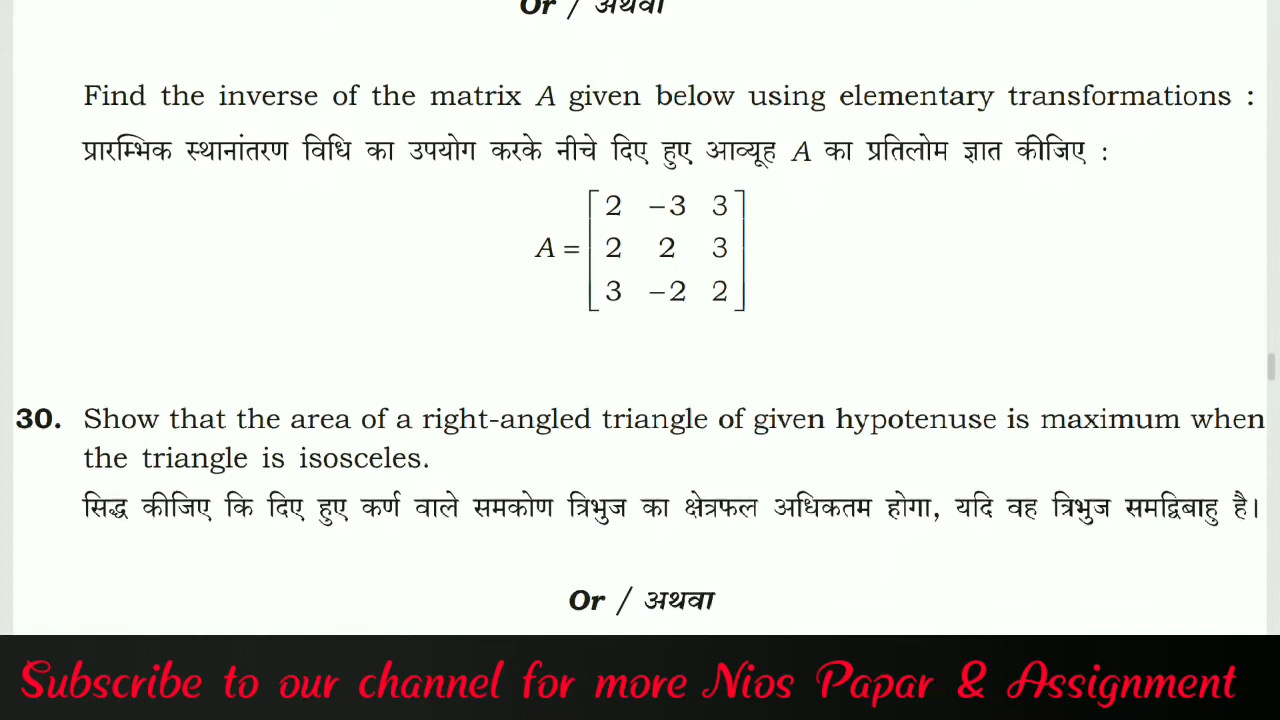 Or / अथवा
Find the inverse of the matrix A given below using elementary transformations :
प्रारम्भिक स्थानांतरण विधि का उपयोग करके नीचे दिए हुए आव्यूह A का प्रतिलोम ज्ञात कीजिए :
A = [ 2 −3 3
2 2 3
3 −2 2 ]
30. Show that the area of a right-angled triangle of given hypotenuse is maximum when
the triangle is isosceles.
सिद्ध कीजिए कि दिए हुए कर्ण वाले समकोण त्रिभुज का क्षेत्रफल अधिकतम होगा, यदि वह त्रिभुज समद्विबाहु है।
Or / अथवा
Subscribe to our channel for more Nios Papar & Assignment